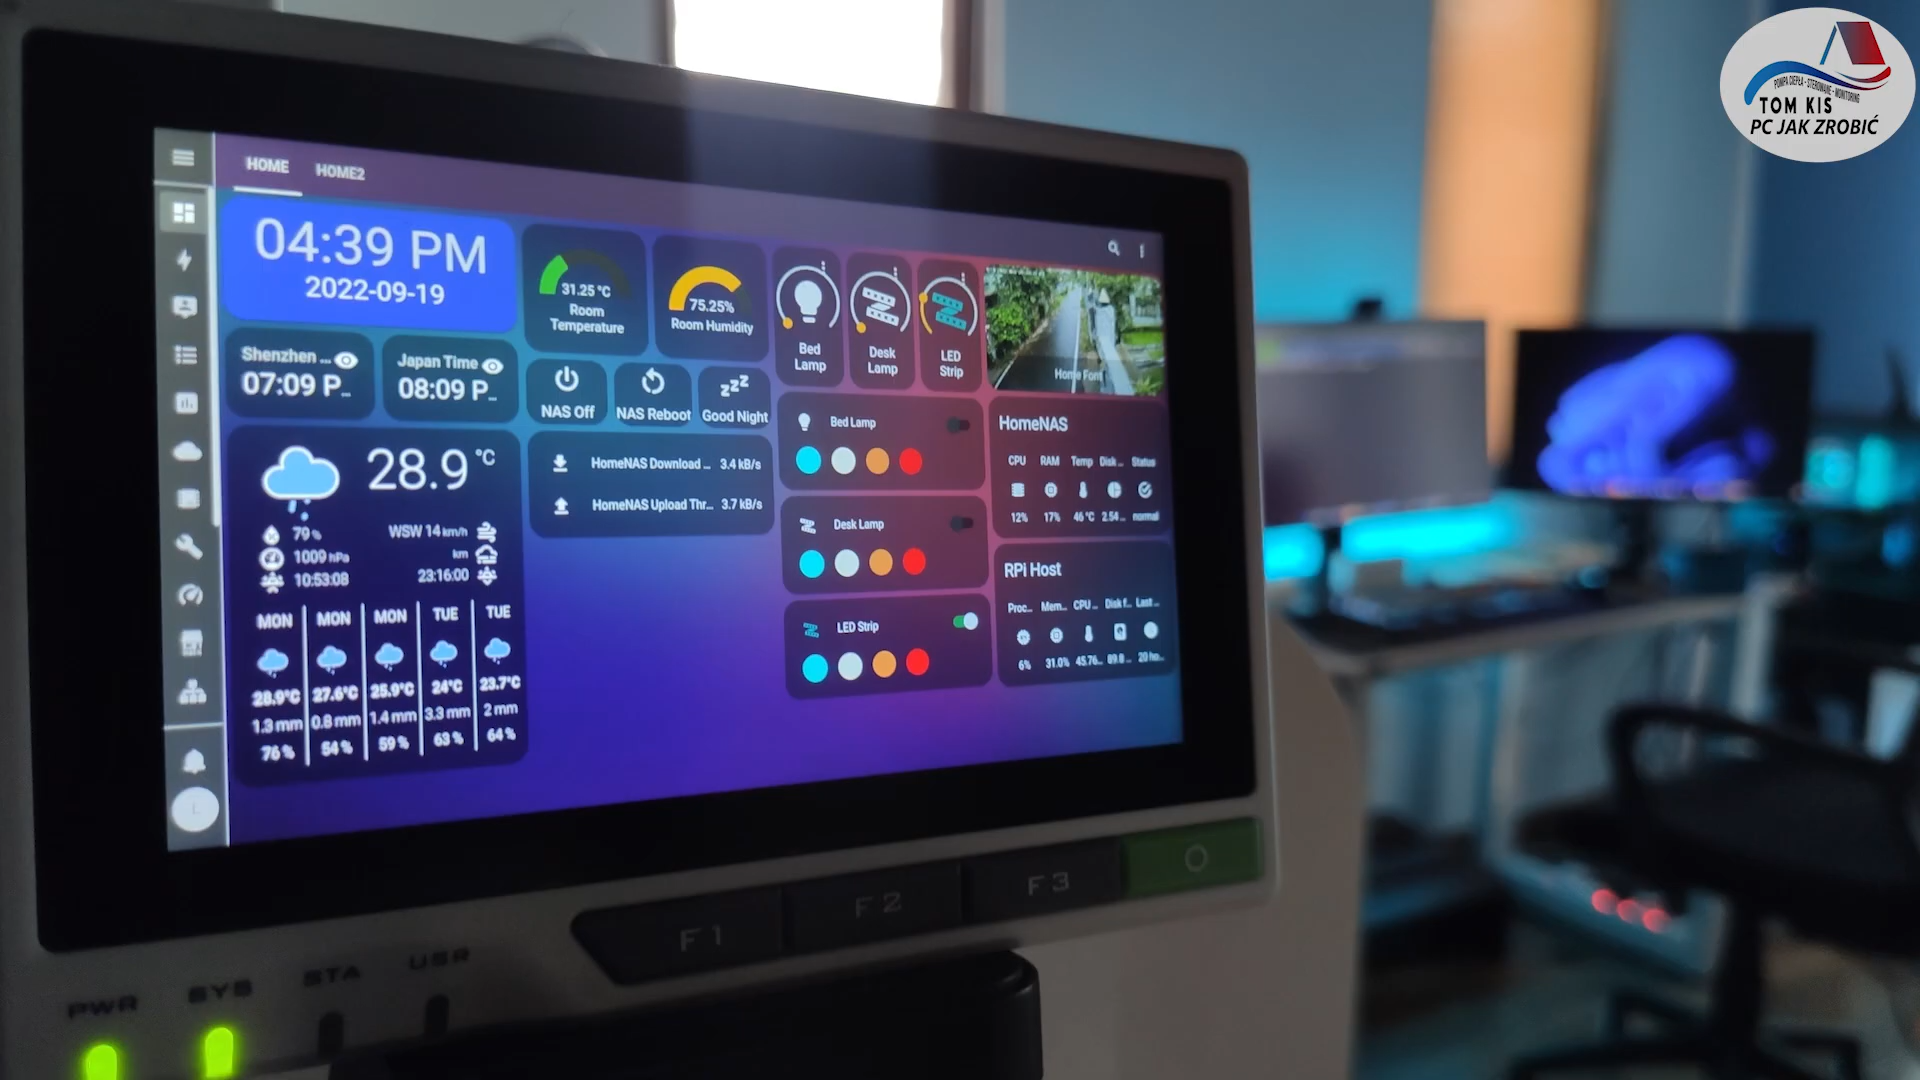 POMPA CIEPŁA - STEROWANIE - MONITORING
TOM KIS
PC JAK ZROBIĆ
HOME HOME2
04:39 PM
2022-09-19
31.25 °C
Room
Temperature
75.25%
Room Humidity
Bed
Lamp
Desk
Lamp
LED
Strip
Home Font
Shenzhen ...
07:09 P...
Japan Time
08:09 P...
NAS Off
NAS Reboot
zzZ
Good Night
28.9 °C
79 %
1009 hPa
10:53:08
WSW 14 km/h
km
23:16:00
MON MON MON TUE TUE
28.9°C 27.6°C 25.9°C 24°C 23.7°C
1.3 mm 0.8 mm 1.4 mm 3.3 mm 2 mm
76 % 54 % 59 % 63 % 64 %
HomeNAS Download ... 3.4 kB/s
HomeNAS Upload Thr... 3.7 kB/s
Bed Lamp
Desk Lamp
LED Strip
HomeNAS
CPU RAM Temp Disk ... Status
12% 17% 46 °C 2.54 ... normal
RPi Host
Proc... Mem... CPU ... Disk f... Last ...
6% 31.0% 45.76... 89.8 ... 20 ho...
L
F1 F2 F3
PWR SYS STA USR